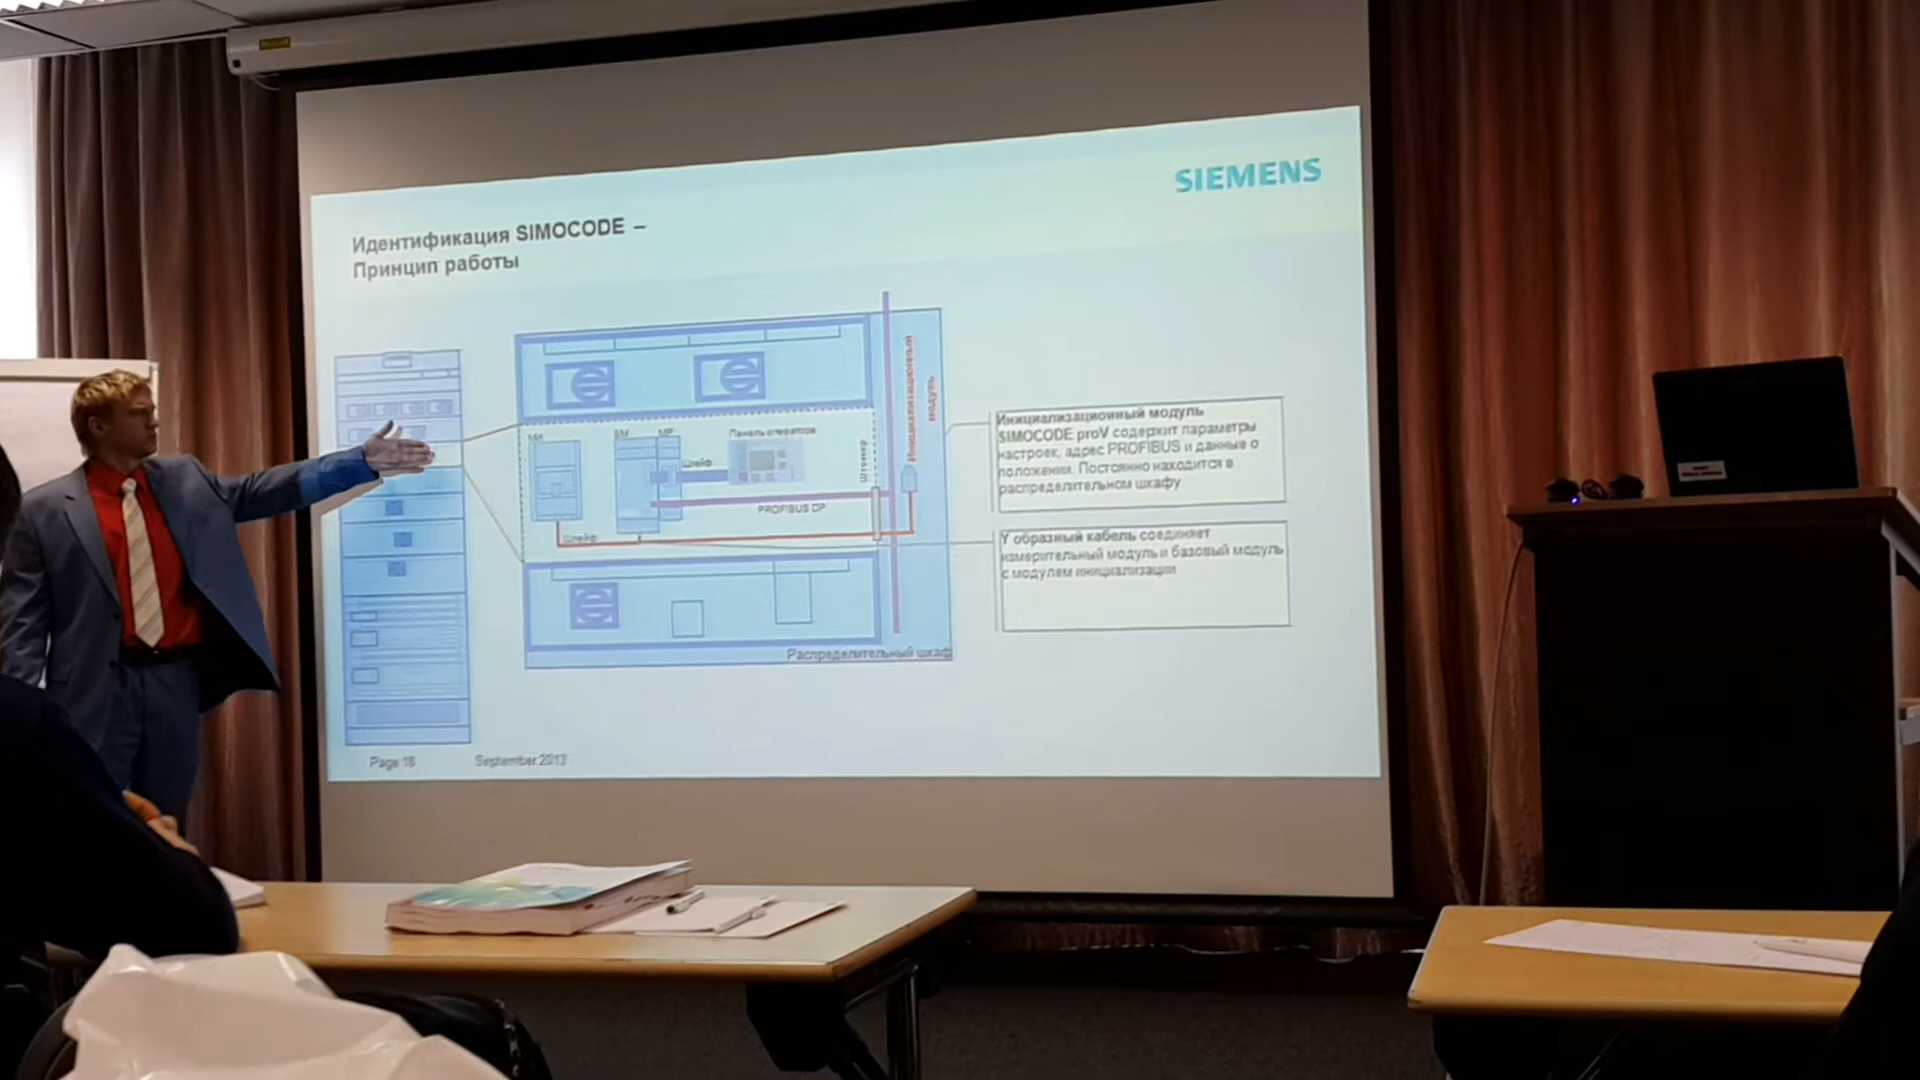 SIEMENS
Идентификация SIMOCODE –
Принцип работы
Инициализационный
модуль
Панель оператора
Шлейф
Штекер
PROFIBUS DP
Шлейф
Распределительный шкаф
Инициализационный модуль
SIMOCODE proV содержит параметры
настроек, адрес PROFIBUS и данные о
положении. Постоянно находится в
распределительном шкафу
Y образный кабель соединяет
измерительный модуль и базовый модуль
с модулем инициализации
Page 18
September 2013